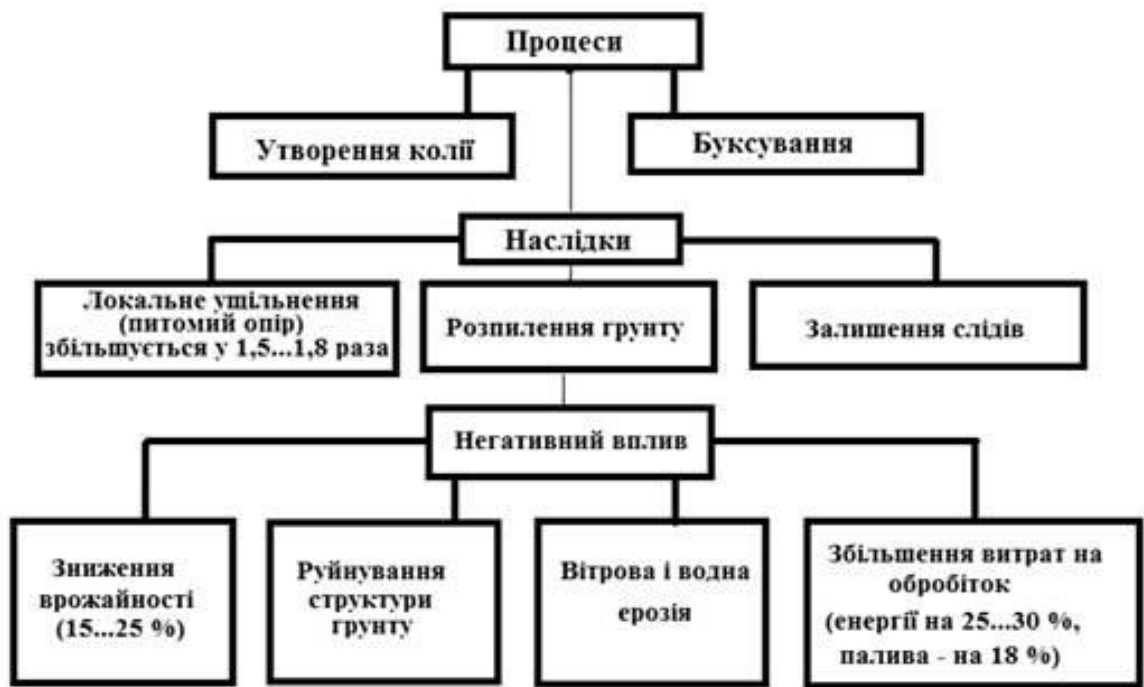 Процеси
Утворення колії
Буксування
Наслідки
Локальне ущільнення
(питомий опір)
збільшується у 1,5...1,8 раза
Розпилення грунту
Залишення слідів
Негативний вплив
Зниження
врожайності
(15...25 %)
Руйнування
структури
грунту
Вітрова і водна
єрозія
Збільшення витрат на
обробіток
(енергії на 25...30 %,
палива - на 18 %)